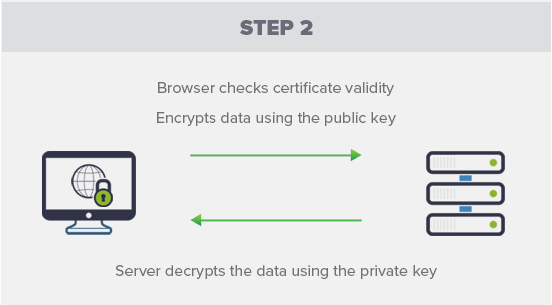 STEP 2
Browser checks certificate validity
Encrypts data using the public key
Server decrypts the data using the private key